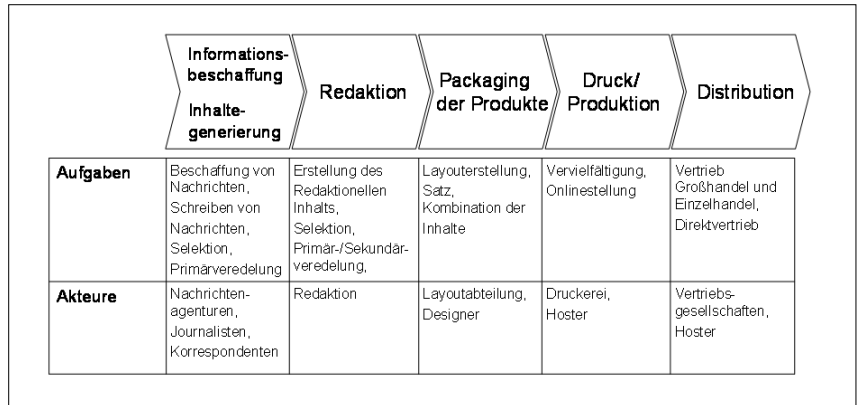 Informations-
beschaffung
Inhalte-
generierung
Redaktion
Packaging
der Produkte
Druck/
Produktion
Distribution
Aufgaben
Beschaffung von
Nachrichten,
Schreiben von
Nachrichten,
Selektion,
Primärveredelung
Erstellung des
Redaktionellen
Inhalts,
Selektion,
Primär-/Sekundär-
veredelung,
Layouterstellung,
Satz,
Kombination der
Inhalte
Vervielfältigung,
Onlinestellung
Vertrieb
Großhandel und
Einzelhandel,
Direktvertrieb
Akteure
Nachrichten-
agenturen,
Journalisten,
Korrespondenten
Redaktion
Layoutabteilung,
Designer
Druckerei,
Hoster
Vertriebs-
gesellschaften,
Hoster